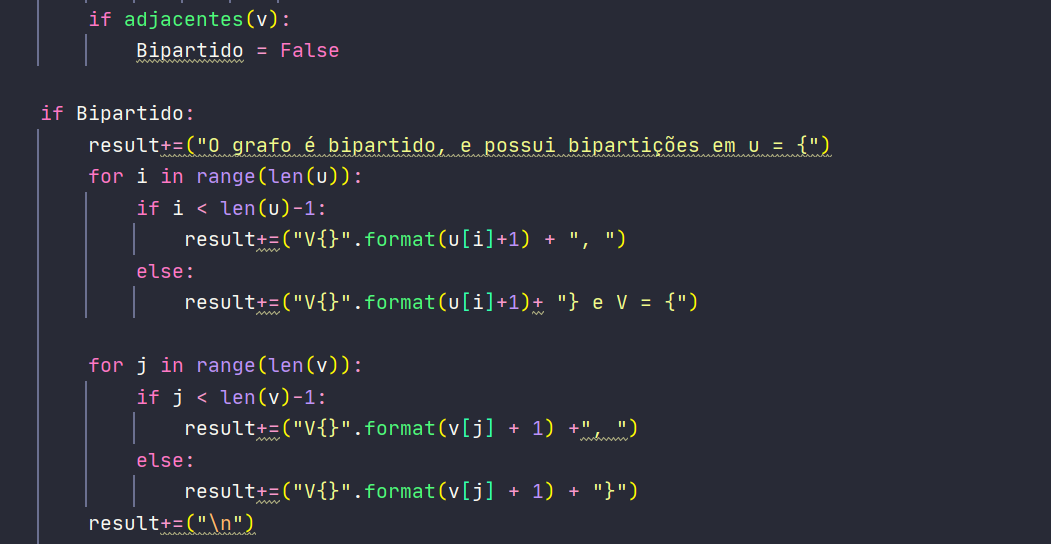 if adjacentes(v):
Bipartido = False
if Bipartido:
result+=("O grafo é bipartido, e possui bipartições em u = {")
for i in range(len(u)):
if i < len(u)-1:
result+=("V{}".format(u[i]+1) + ", ")
else:
result+=("V{}".format(u[i]+1)+ "} e V = {")
for j in range(len(v)):
if j < len(v)-1:
result+=("V{}".format(v[j] + 1) +", ")
else:
result+=("V{}".format(v[j] + 1) + "}")
result+=("\n")